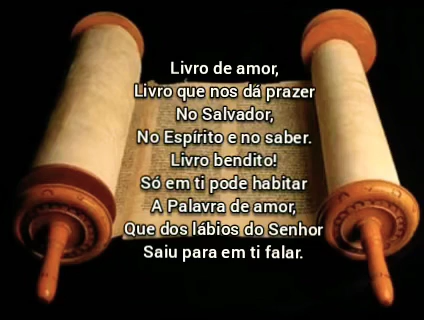 Livro de amor,
Livro que nos dá prazer
No Salvador,
No Espírito e no saber.
Livro bendito!
Só em ti pode habitar
A Palavra de amor,
Que dos lábios do Senhor
Saiu para em ti falar.